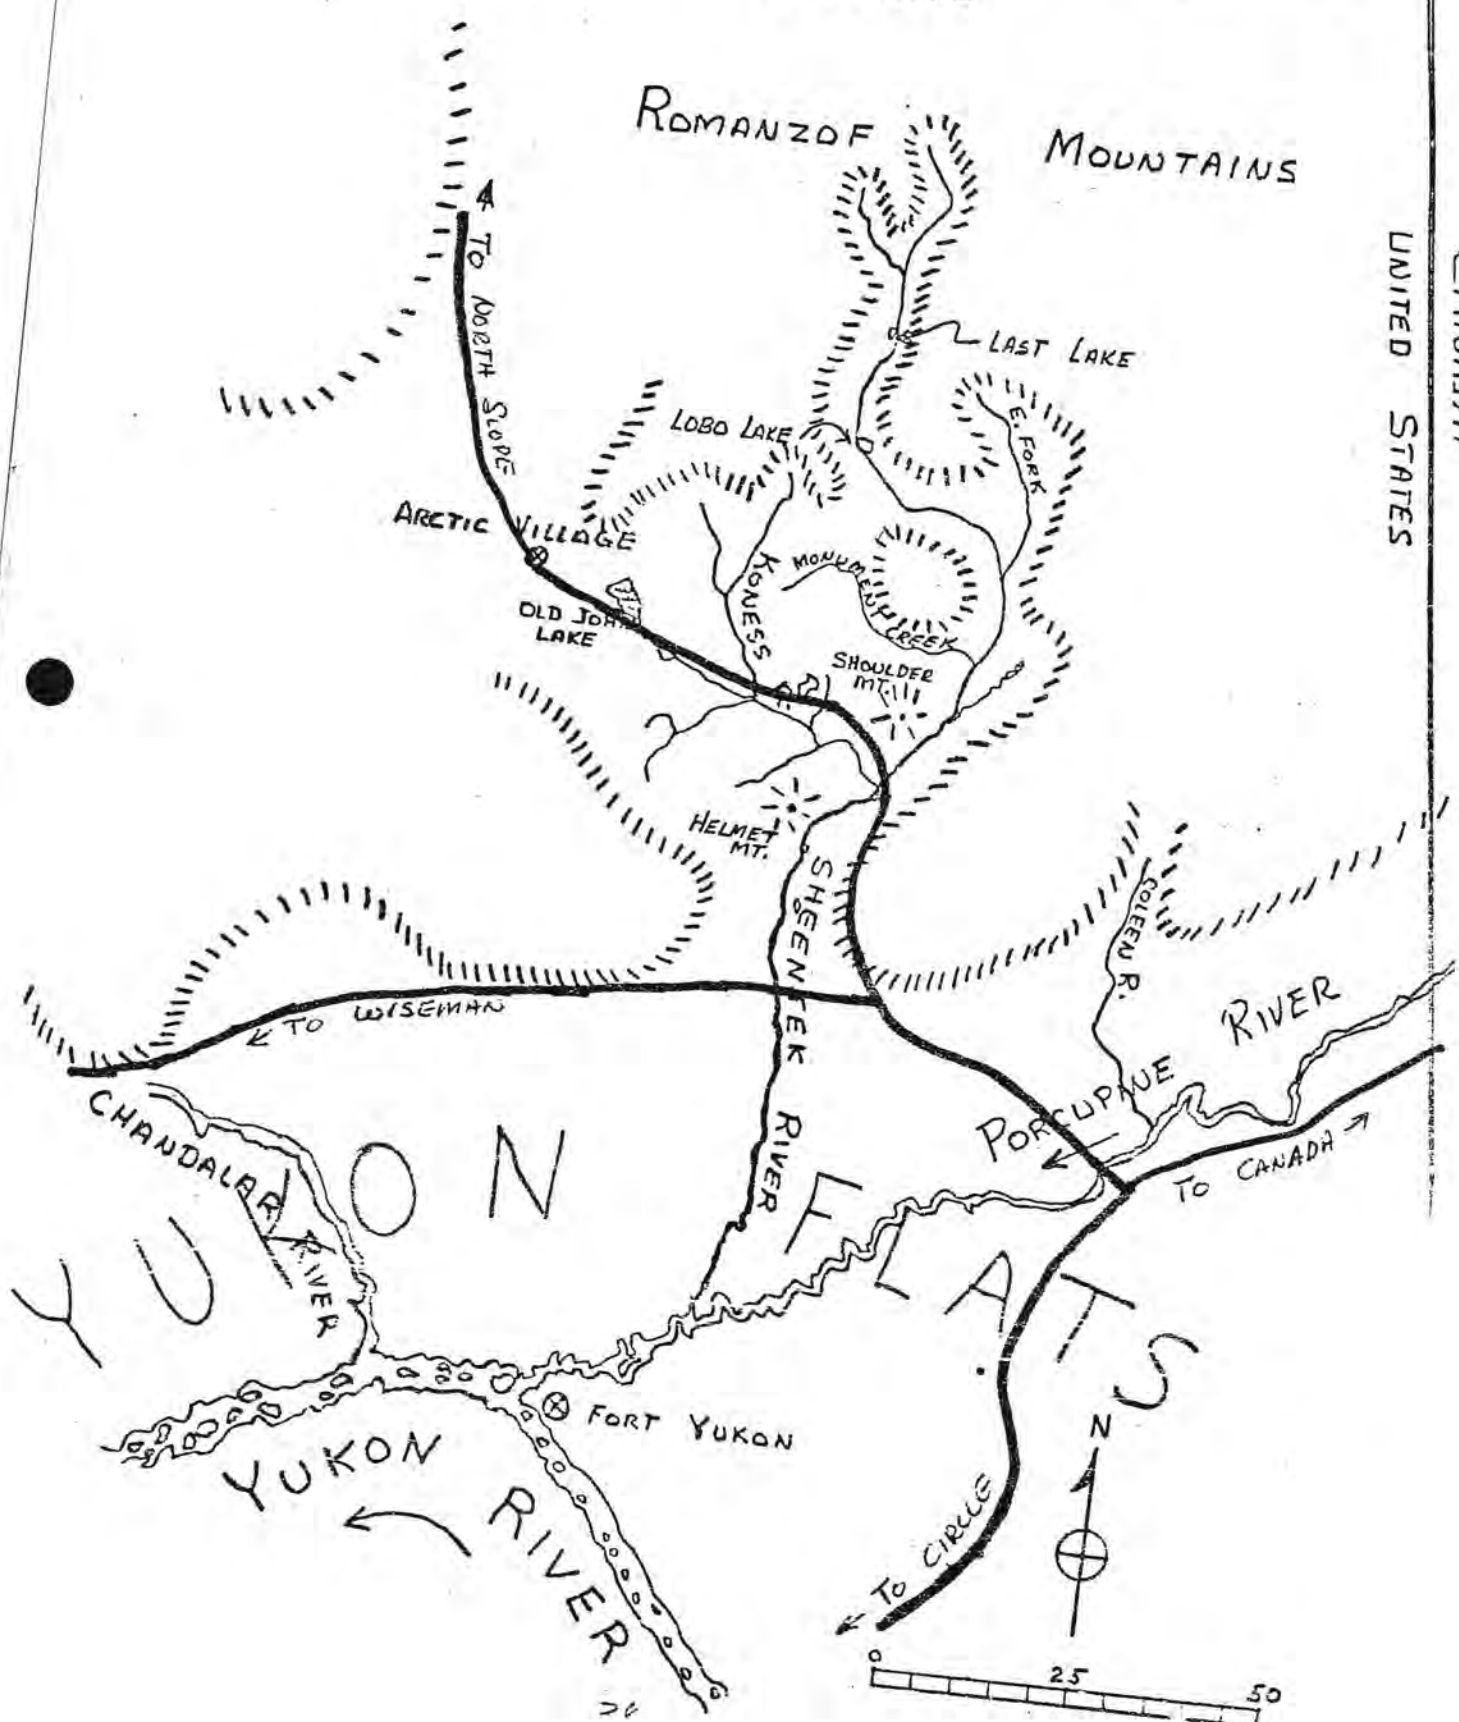 ROMANZOF MOUNTAINS
UNITED STATES
TO NORTH SLOPE
LAST LAKE
LOBO LAKE
E. FORK
ARCTIC VILLAGE
KONESS
MONUMENT CREEK
OLD JOHN
LAKE
SHOULDER
MT.
HELMET
MT.
SHEENJEK RIVER
COLEEN R.
TO WISEMAN
PORCUPINE RIVER
CHANDALAR RIVER
TO CANADA
YUKON FLATS
FORT YUKON
N
YUKON RIVER
TO CIRCLE
0 25 50